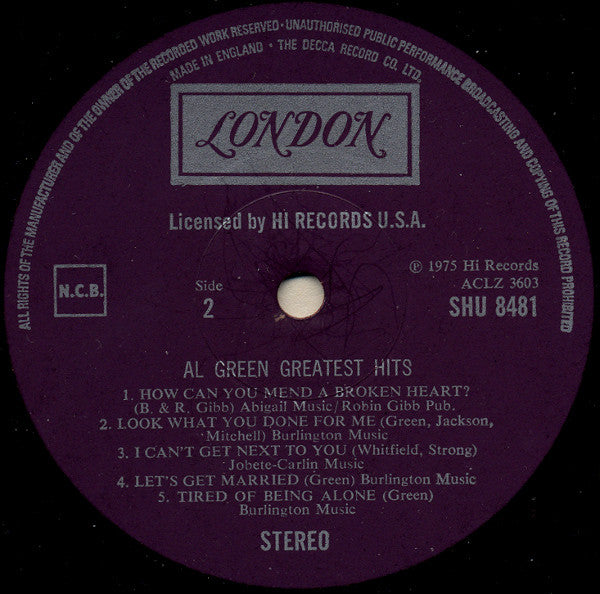 ALL RIGHTS OF THE MANUFACTURER AND OF THE OWNER OF THE RECORDED WORK RESERVED · UNAUTHORISED PUBLIC PERFORMANCE BROADCASTING AND COPYING OF THIS RECORD PROHIBITED
MADE IN ENGLAND · THE DECCA RECORD CO. LTD.
LONDON
Licensed by HI RECORDS U.S.A.
N.C.B.
Side
2
℗ 1975 Hi Records
ACLZ 3603
SHU 8481
AL GREEN GREATEST HITS
1. HOW CAN YOU MEND A BROKEN HEART?
(B. & R. Gibb) Abigail Music/Robin Gibb Pub.
2. LOOK WHAT YOU DONE FOR ME (Green, Jackson,
Mitchell) Burlington Music
3. I CAN'T GET NEXT TO YOU (Whitfield, Strong)
Jobete-Carlin Music
4. LET'S GET MARRIED (Green) Burlington Music
5. TIRED OF BEING ALONE (Green)
Burlington Music
STEREO